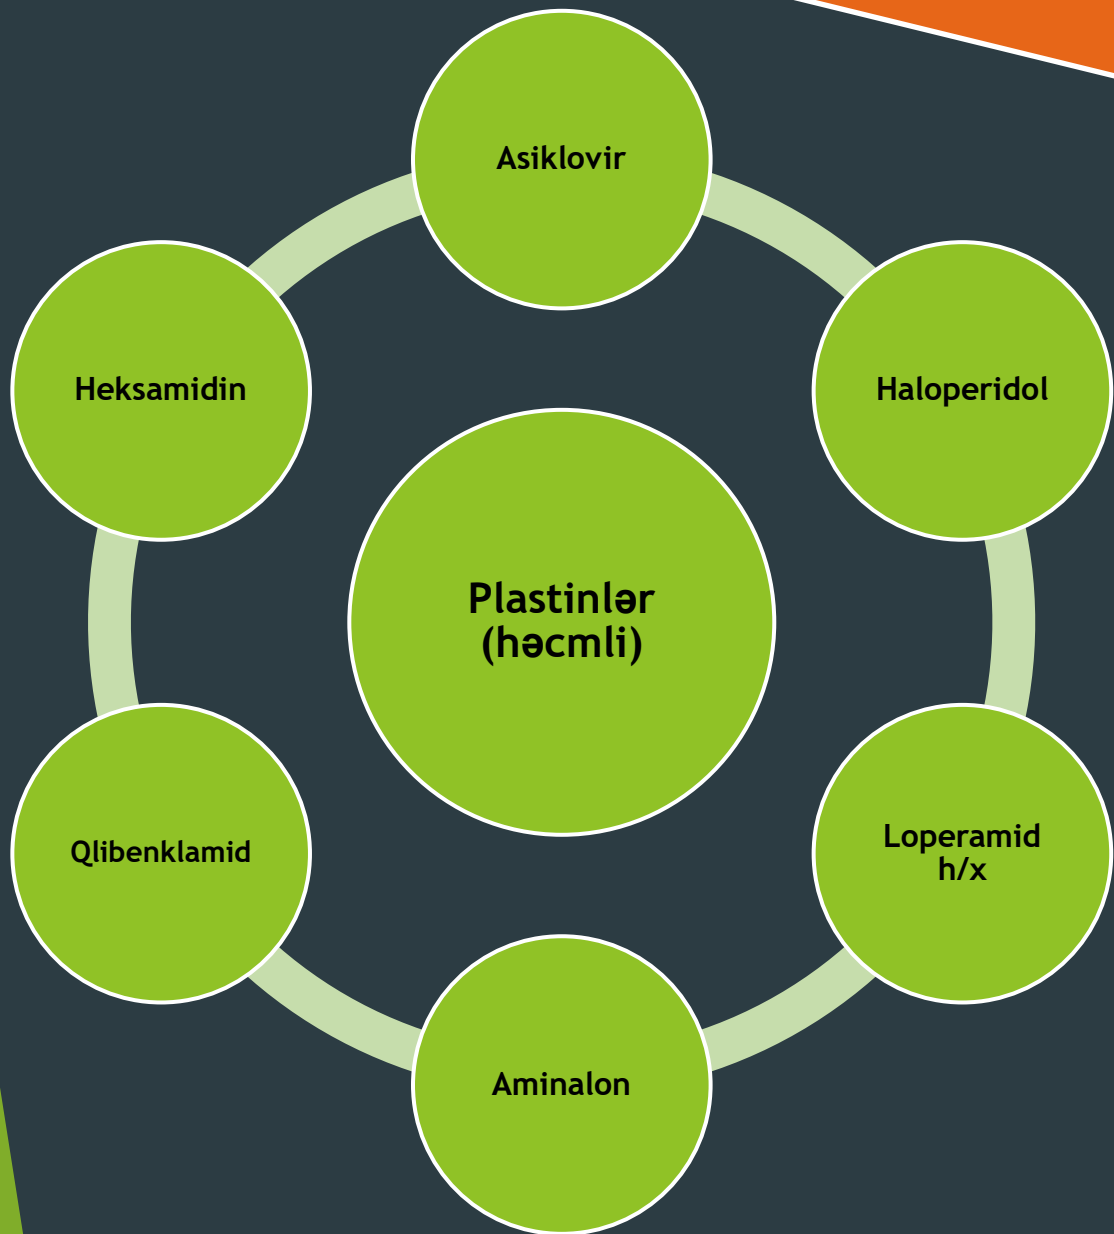 Asiklovir
Heksamidin
Haloperidol
Plastinlər
(həcmli)
Qlibenklamid
Loperamid
h/x
Aminalon